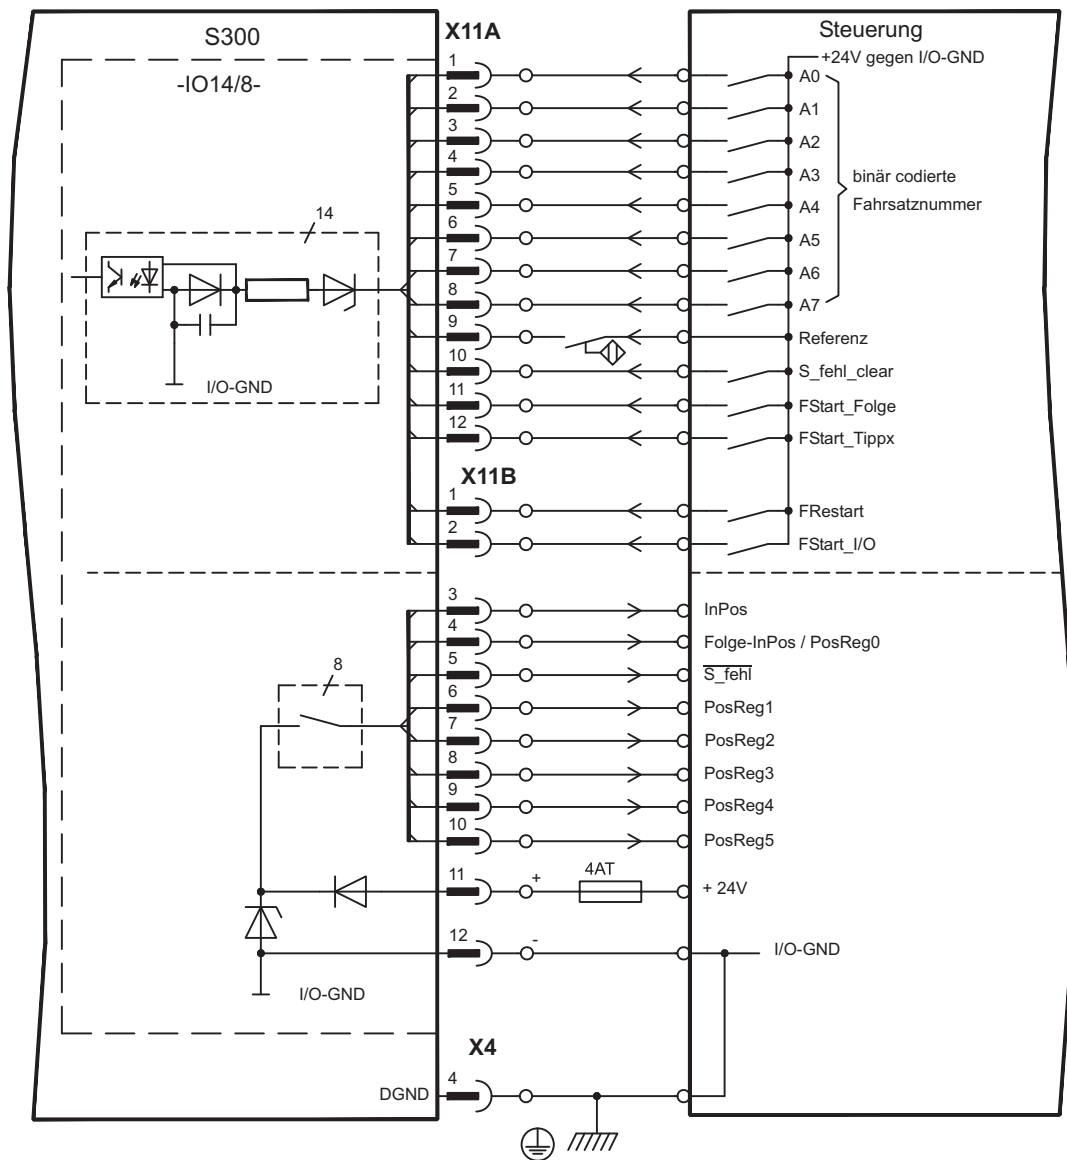 S300
X11A
Steuerung
-IO14/8-
+24V gegen I/O-GND
1
A0
2
A1
3
A2
4
A3
binär codierte
Fahrsatznummer
5
A4
14
6
A5
7
A6
8
A7
9
Referenz
10
S_fehl_clear
I/O-GND
11
FStart_Folge
12
FStart_Tippx
X11B
1
FRestart
2
FStart_I/O
3
InPos
4
Folge-InPos / PosReg0
5
S_fehl
8
6
PosReg1
7
PosReg2
8
PosReg3
9
PosReg4
10
PosReg5
11
+
4AT
+ 24V
12
-
I/O-GND
I/O-GND
X4
4
DGND